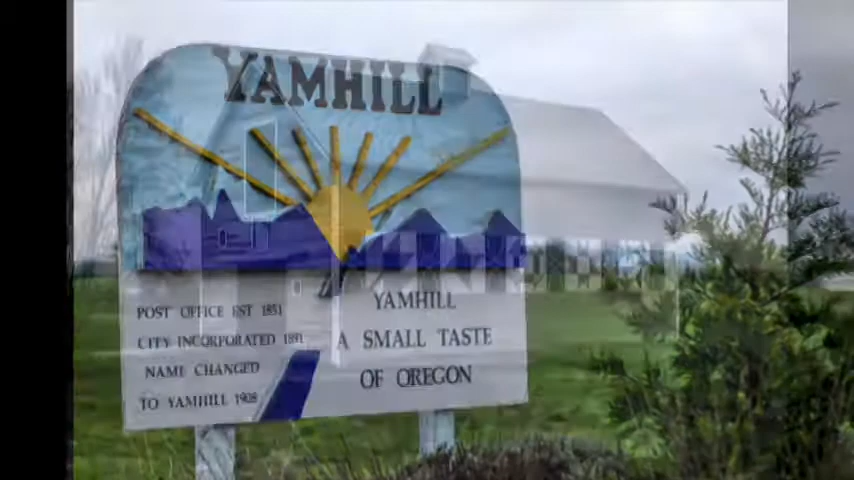 YAMHILL
POST OFFICE EST 1851
CITY INCORPORATED 1891
NAME CHANGED
TO YAMHILL 1908
YAMHILL
A SMALL TASTE
OF OREGON